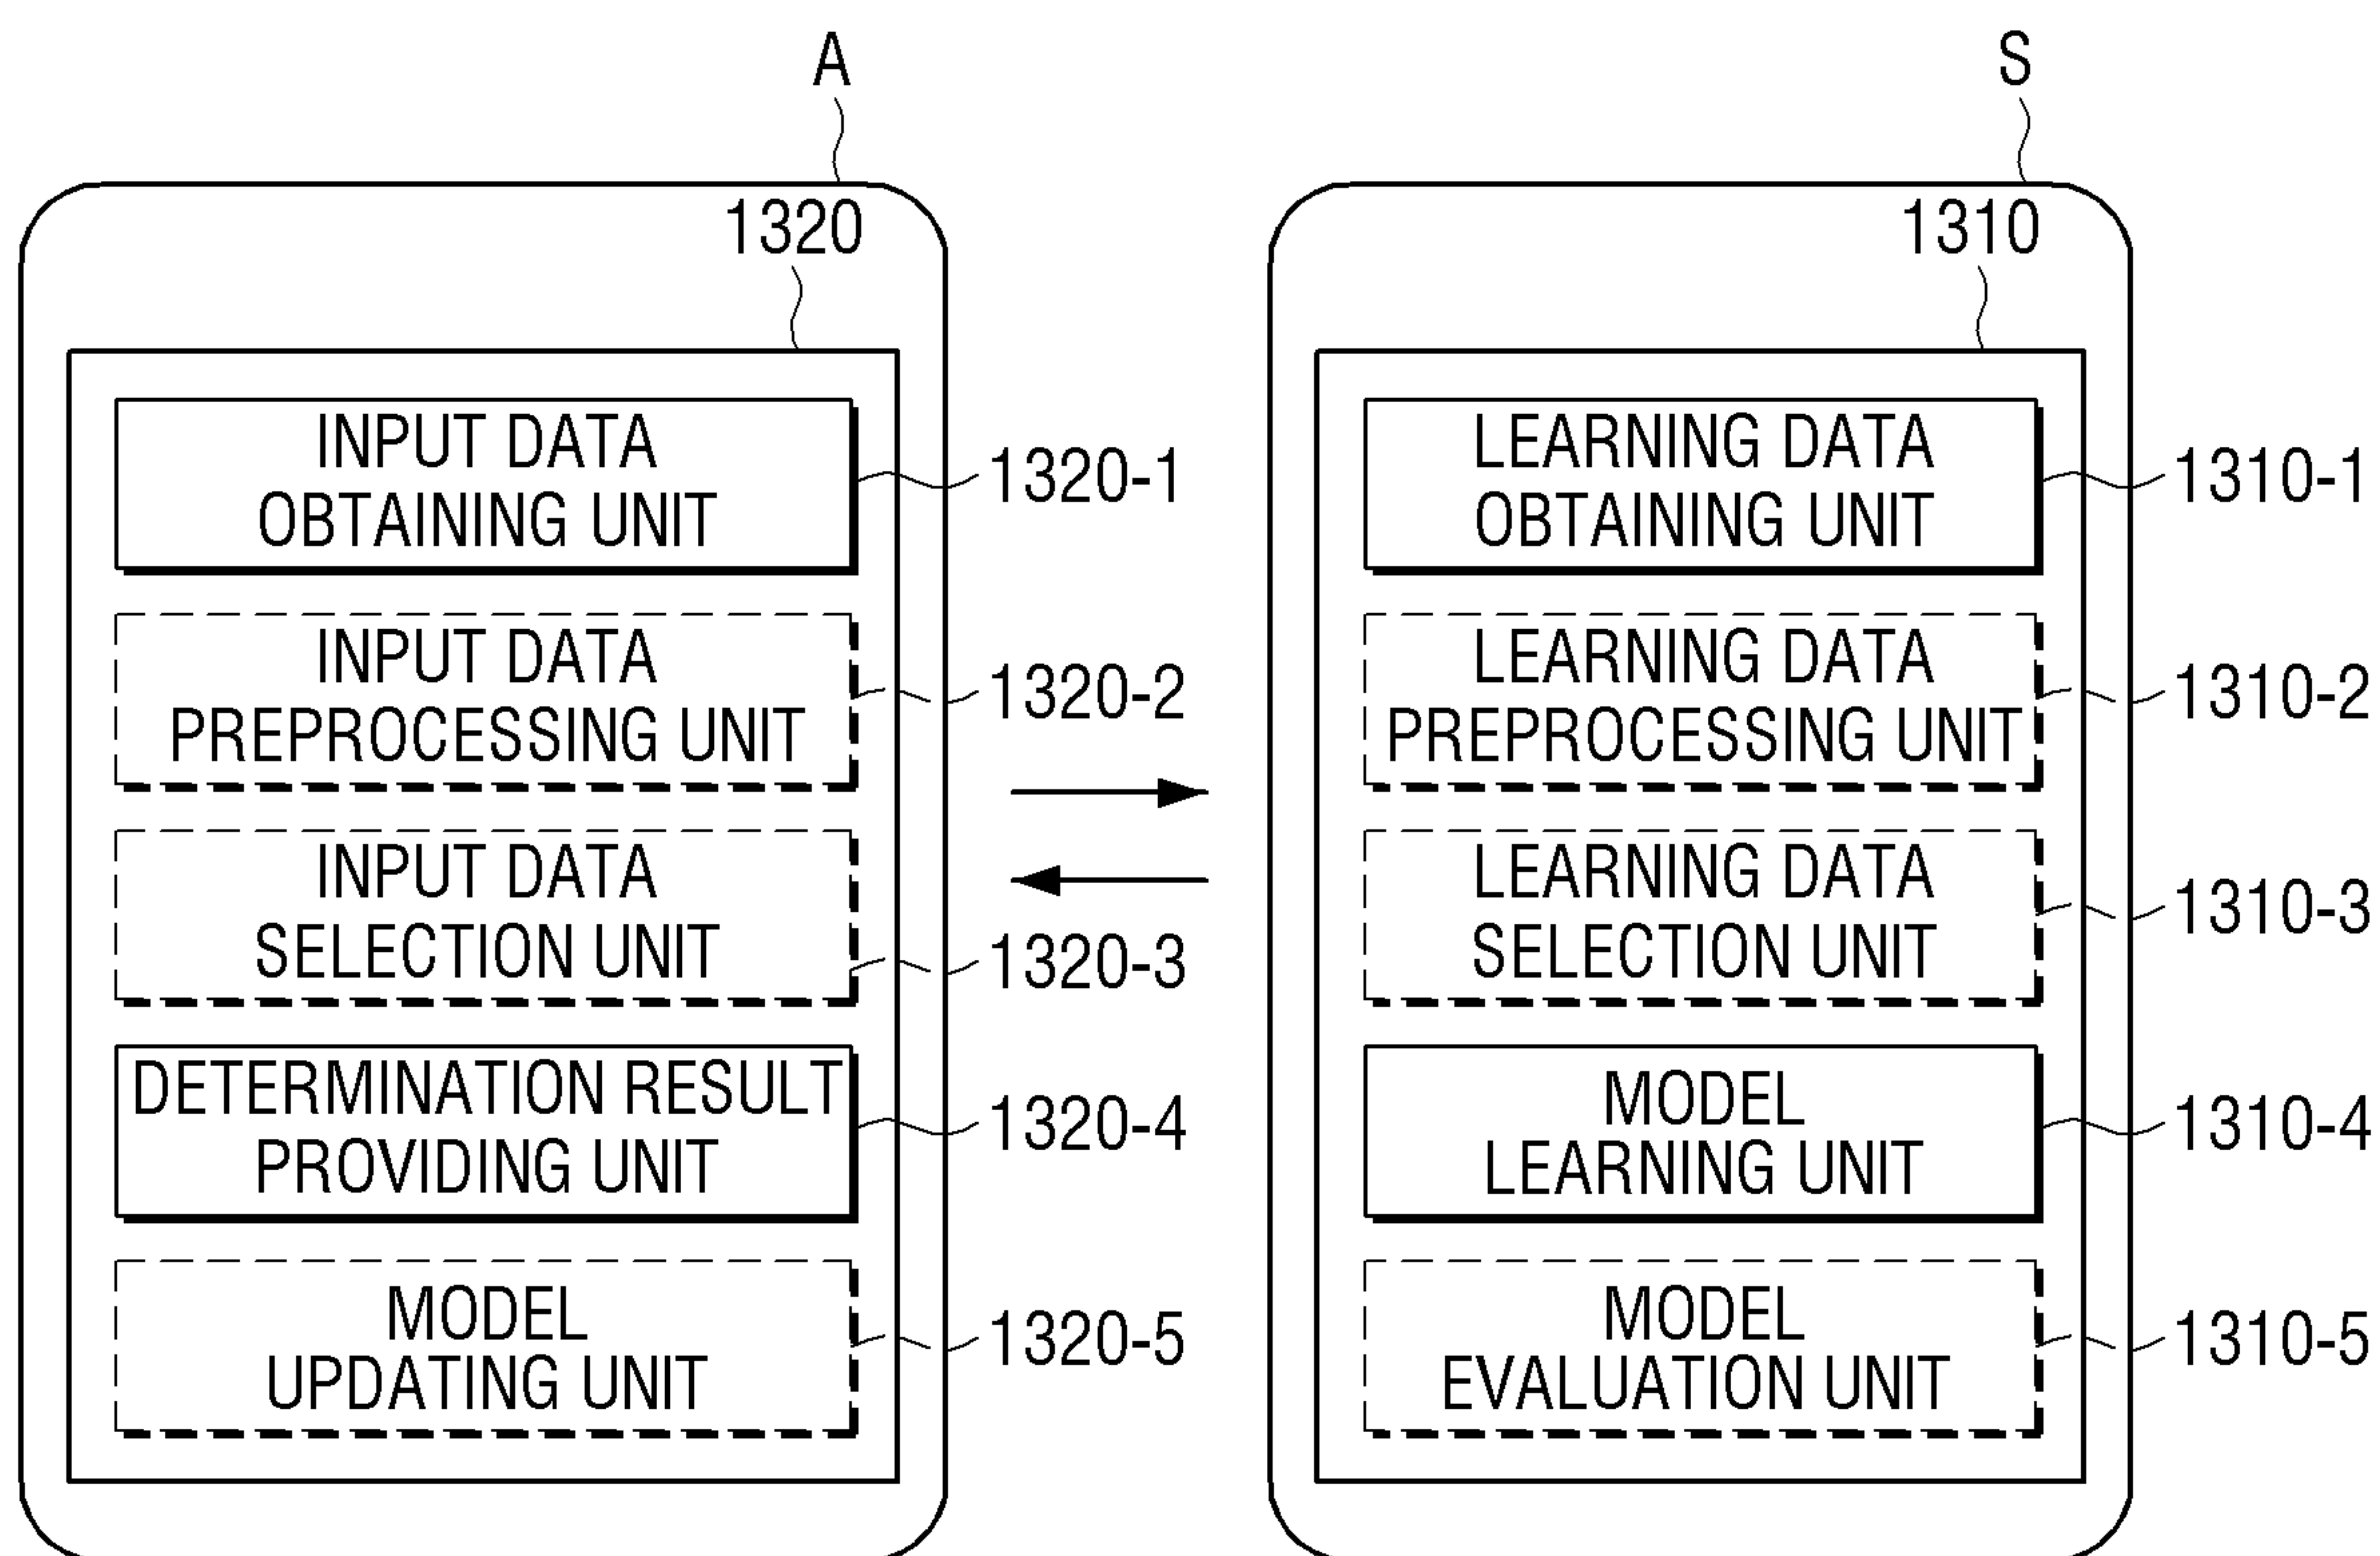 A
1320
INPUT DATA
OBTAINING UNIT
1320-1
INPUT DATA
PREPROCESSING UNIT
1320-2
INPUT DATA
SELECTION UNIT
1320-3
DETERMINATION RESULT
PROVIDING UNIT
1320-4
MODEL
UPDATING UNIT
1320-5
S
1310
LEARNING DATA
OBTAINING UNIT
1310-1
LEARNING DATA
PREPROCESSING UNIT
1310-2
LEARNING DATA
SELECTION UNIT
1310-3
MODEL
LEARNING UNIT
1310-4
MODEL
EVALUATION UNIT
1310-5